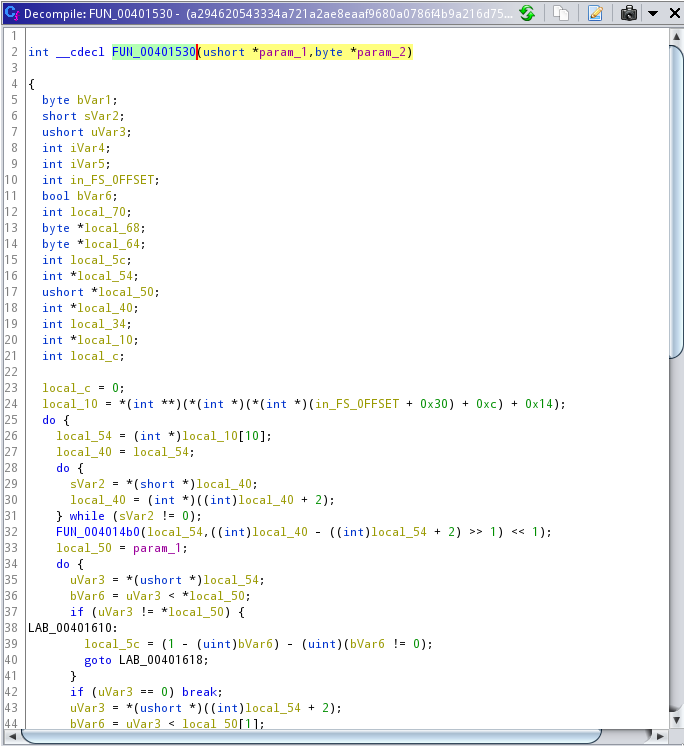 Decompile: FUN_00401530 - (a294620543334a721a2ae8eaaf9680a0786f4b9a216d75...
1
2 int __cdecl FUN_00401530(ushort *param_1,byte *param_2)
3
4 {
5 byte bVar1;
6 short sVar2;
7 ushort uVar3;
8 int iVar4;
9 int iVar5;
10 int in_FS_OFFSET;
11 bool bVar6;
12 int local_70;
13 byte *local_68;
14 byte *local_64;
15 int local_5c;
16 int *local_54;
17 ushort *local_50;
18 int *local_40;
19 int local_34;
20 int *local_10;
21 int local_c;
22
23 local_c = 0;
24 local_10 = *(int **)(*(int *)(*(int *)(in_FS_OFFSET + 0x30) + 0xc) + 0x14);
25 do {
26 local_54 = (int *)local_10[10];
27 local_40 = local_54;
28 do {
29 sVar2 = *(short *)local_40;
30 local_40 = (int *)((int)local_40 + 2);
31 } while (sVar2 != 0);
32 FUN_004014b0(local_54,((int)local_40 - ((int)local_54 + 2) >> 1) << 1);
33 local_50 = param_1;
34 do {
35 uVar3 = *(ushort *)local_54;
36 bVar6 = uVar3 < *local_50;
37 if (uVar3 != *local_50) {
38 LAB_00401610:
39 local_5c = (1 - (uint)bVar6) - (uint)(bVar6 != 0);
40 goto LAB_00401618;
41 }
42 if (uVar3 == 0) break;
43 uVar3 = *(ushort *)((int)local_54 + 2);
44 bVar6 = uVar3 < local_50[1];